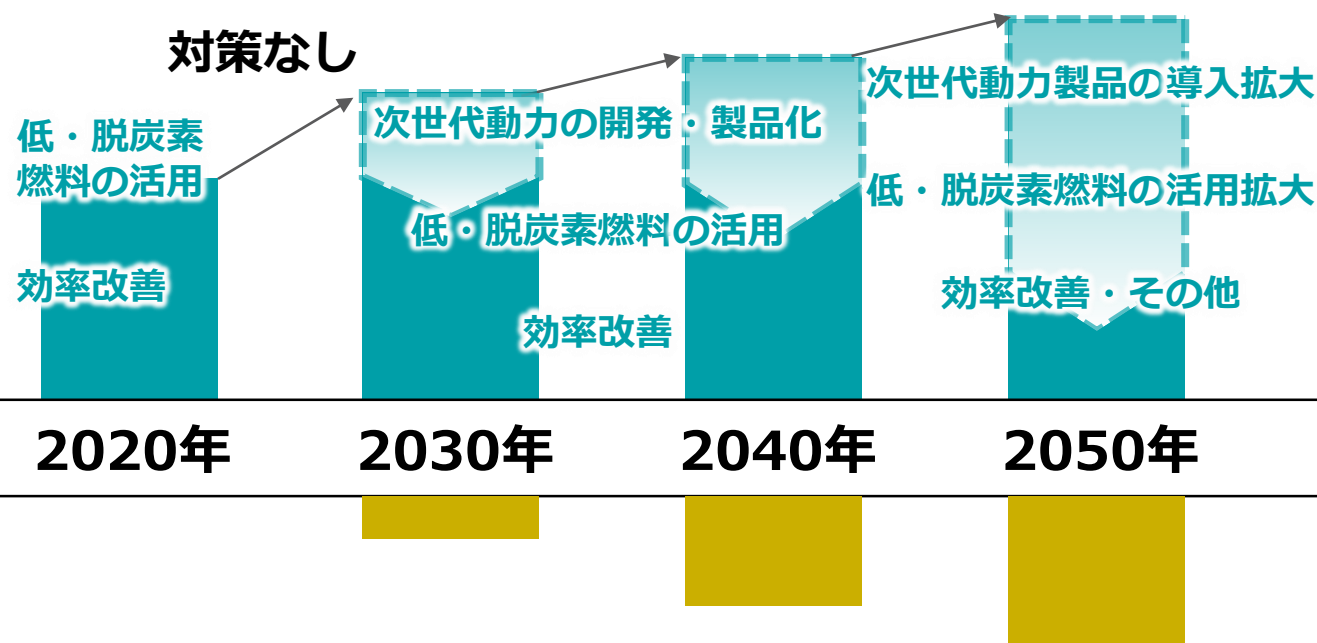 対策なし
低・脱炭素
燃料の活用
効率改善
次世代動力の開発・製品化
低・脱炭素燃料の活用
効率改善
次世代動力製品の導入拡大
低・脱炭素燃料の活用拡大
効率改善・その他
2020年
2030年
2040年
2050年